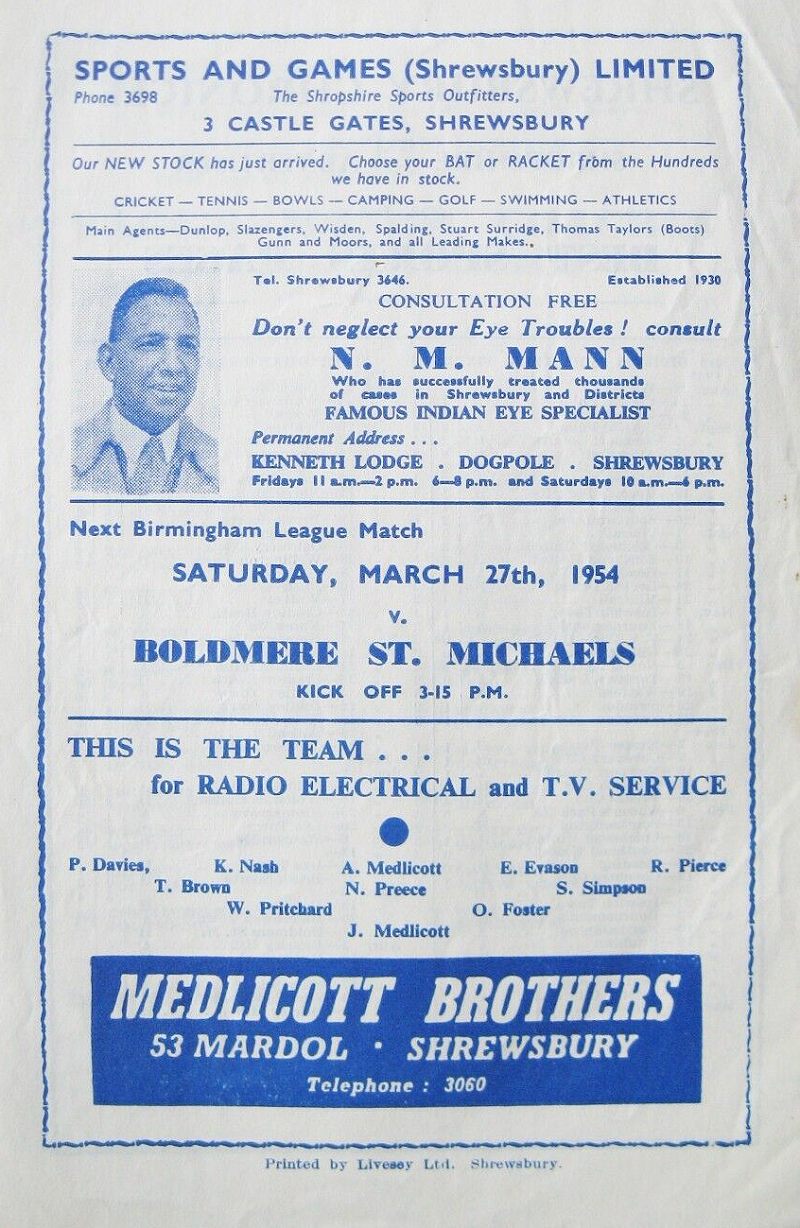 SPORTS AND GAMES (Shrewsbury) LIMITED
Phone 3698 The Shropshire Sports Outfitters,
3 CASTLE GATES, SHREWSBURY
Our NEW STOCK has just arrived. Choose your BAT or RACKET from the Hundreds
we have in stock.
CRICKET — TENNIS — BOWLS — CAMPING — GOLF — SWIMMING — ATHLETICS
Main Agents—Dunlop, Slazengers, Wisden, Spalding, Stuart Surridge, Thomas Taylors (Boots)
Gunn and Moors, and all Leading Makes.,
Tel. Shrewsbury 3646. Established 1930
CONSULTATION FREE
Don't neglect your Eye Troubles! consult
N. M. MANN
Who has successfully treated thousands
of cases in Shrewsbury and Districts
FAMOUS INDIAN EYE SPECIALIST
Permanent Address . . .
KENNETH LODGE . DOGPOLE . SHREWSBURY
Fridays 11 a.m.—2 p.m. 6—8 p.m. and Saturdays 10 a.m.—6 p.m.
Next Birmingham League Match
SATURDAY, MARCH 27th, 1954
v.
BOLDMERE ST. MICHAELS
KICK OFF 3-15 P.M.
THIS IS THE TEAM . . .
for RADIO ELECTRICAL and T.V. SERVICE
P. Davies, K. Nash A. Medlicott E. Evason R. Pierce
T. Brown N. Preece S. Simpson
W. Pritchard O. Foster
J. Medlicott
MEDLICOTT BROTHERS
53 MARDOL · SHREWSBURY
Telephone : 3060
Printed by Livesey Ltd. Shrewsbury.